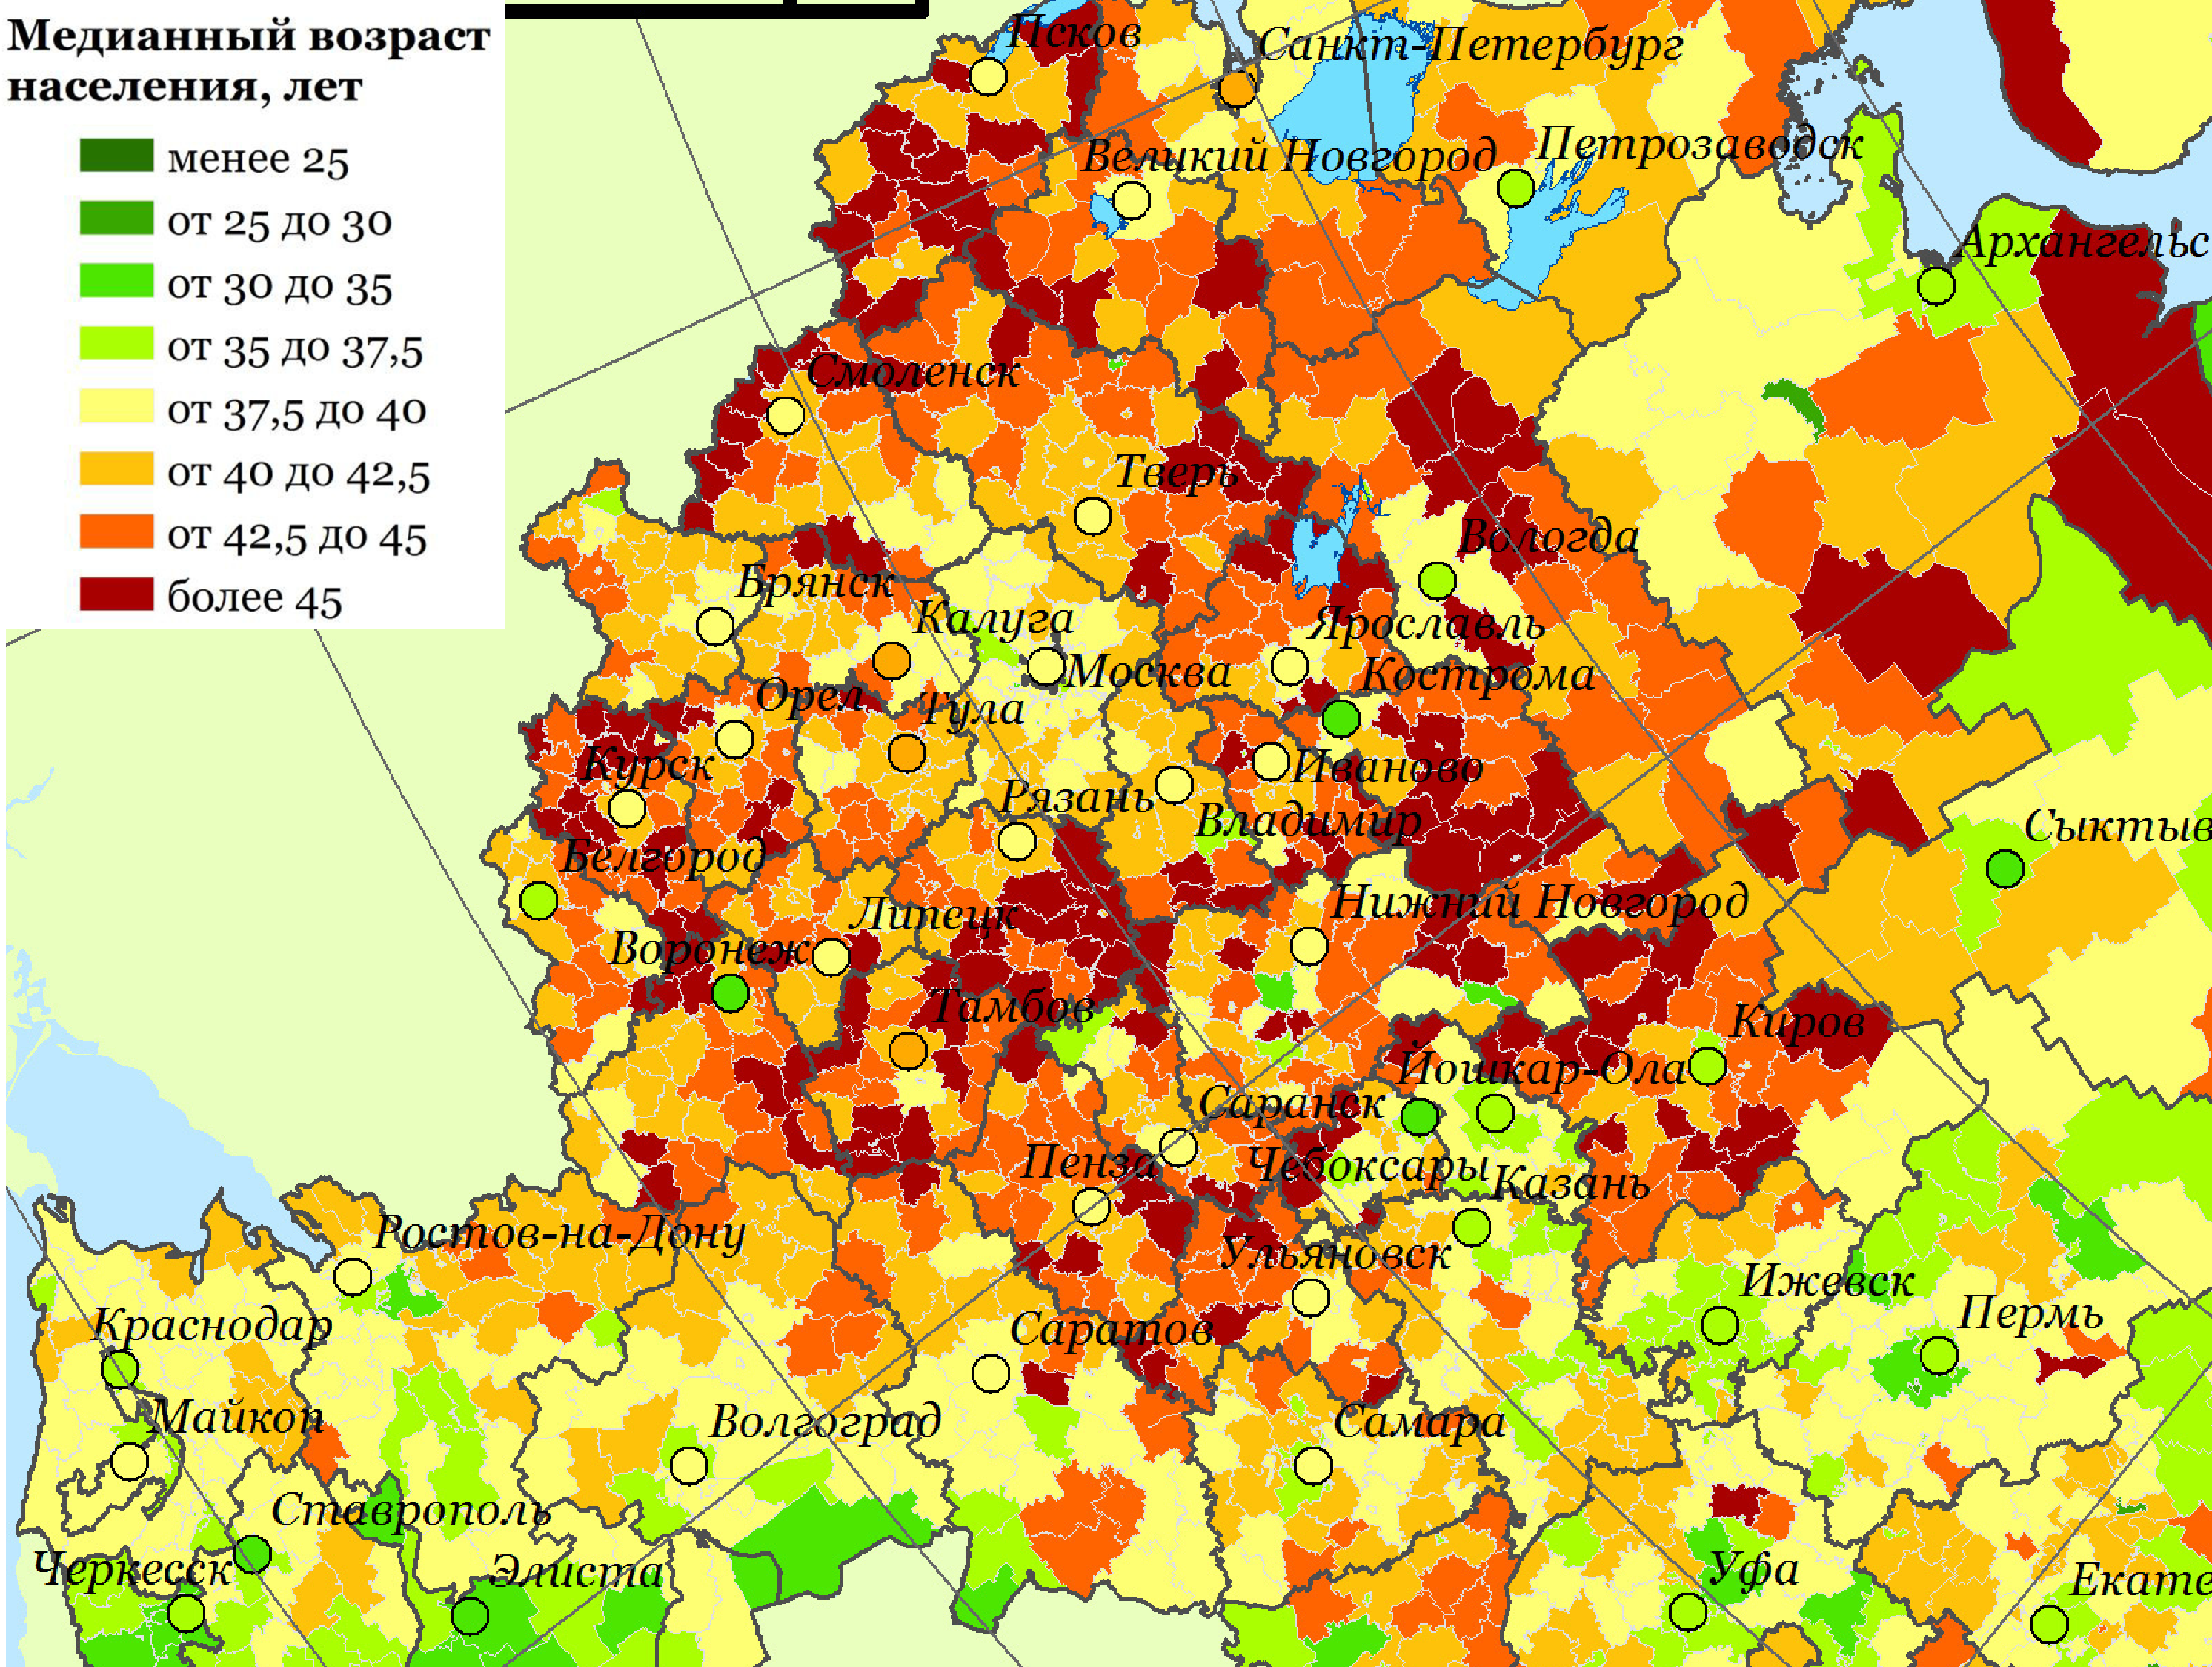 Медианный возраст
населения, лет
менее 25
от 25 до 30
от 30 до 35
от 35 до 37,5
от 37,5 до 40
от 40 до 42,5
от 42,5 до 45
более 45
Псков
Санкт-Петербург
Великий Новгород
Петрозаводск
Архангельс
Смоленск
Тверь
Вологда
Брянск
Калуга
Ярославль
Москва
Кострома
Орел
Тула
Курск
Иваново
Рязань
Владимир
Сыктыв
Белгород
Липецк
Нижний Новгород
Воронеж
Тамбов
Киров
Йошкар-Ола
Саранск
Пенза
Чебоксары
Казань
Ростов-на-Дону
Ульяновск
Ижевск
Краснодар
Саратов
Пермь
Майкоп
Волгоград
Самара
Ставрополь
Черкесск
Элиста
Уфа
Екате